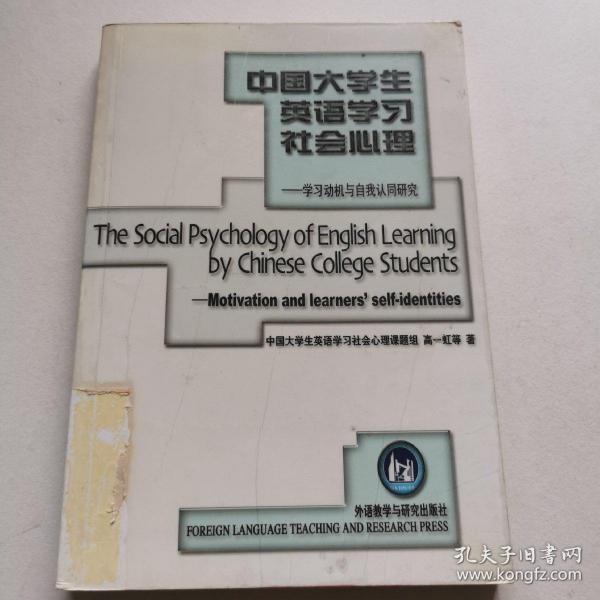 中国大学生
英语学习
社会心理
——学习动机与自我认同研究
The Social Psychology of English Learning
by Chinese College Students
—Motivation and learners' self-identities
中国大学生英语学习社会心理课题组 高一虹等 著
外语教学与研究出版社
FOREIGN LANGUAGE TEACHING AND RESEARCH PRESS
孔夫子旧书网
www.kongfz.com